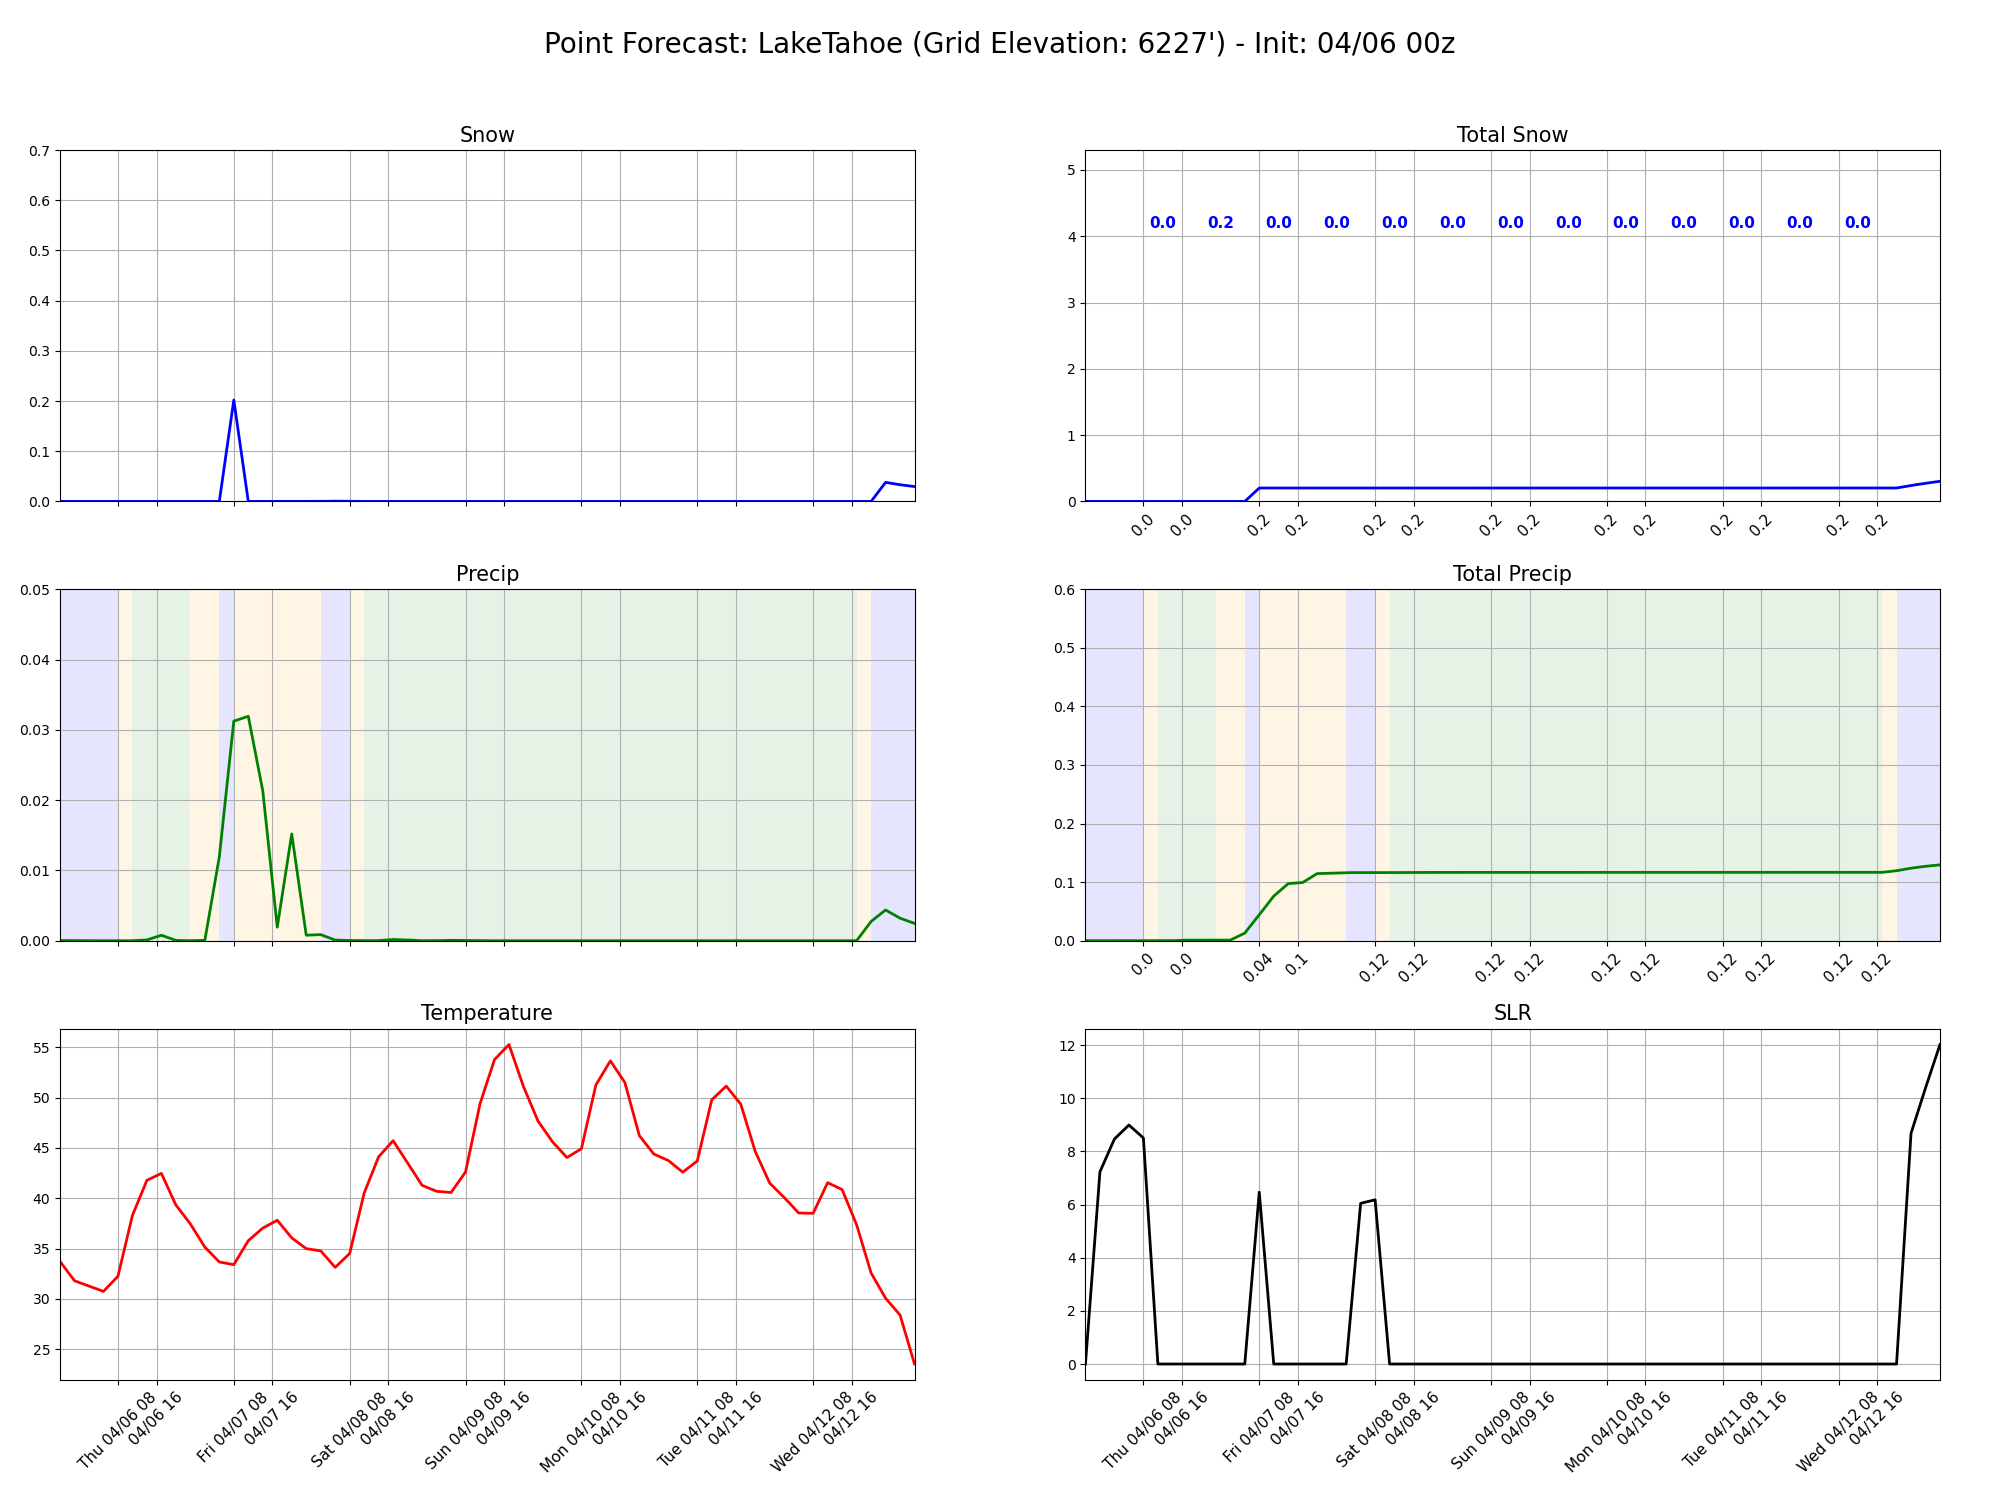 Point Forecast: LakeTahoe (Grid Elevation: 6227') - Init: 04/06 00z
Snow
0.7
0.6
0.5
0.4
0.3
0.2
0.1
0.0
Total Snow
5
4
3
2
1
0
0.0 0.2 0.0 0.0 0.0 0.0 0.0 0.0 0.0 0.0 0.0 0.0 0.0
0.0 0.0 0.2 0.2 0.2 0.2 0.2 0.2 0.2 0.2 0.2 0.2 0.2 0.2
Precip
0.05
0.04
0.03
0.02
0.01
0.00
Total Precip
0.6
0.5
0.4
0.3
0.2
0.1
0.0
0.0 0.0 0.04 0.1 0.12 0.12 0.12 0.12 0.12 0.12 0.12 0.12 0.12 0.12
Temperature
55
50
45
40
35
30
25
Thu 04/06 08
04/06 16
Fri 04/07 08
04/07 16
Sat 04/08 08
04/08 16
Sun 04/09 08
04/09 16
Mon 04/10 08
04/10 16
Tue 04/11 08
04/11 16
Wed 04/12 08
04/12 16
SLR
12
10
8
6
4
2
0
Thu 04/06 08
04/06 16
Fri 04/07 08
04/07 16
Sat 04/08 08
04/08 16
Sun 04/09 08
04/09 16
Mon 04/10 08
04/10 16
Tue 04/11 08
04/11 16
Wed 04/12 08
04/12 16